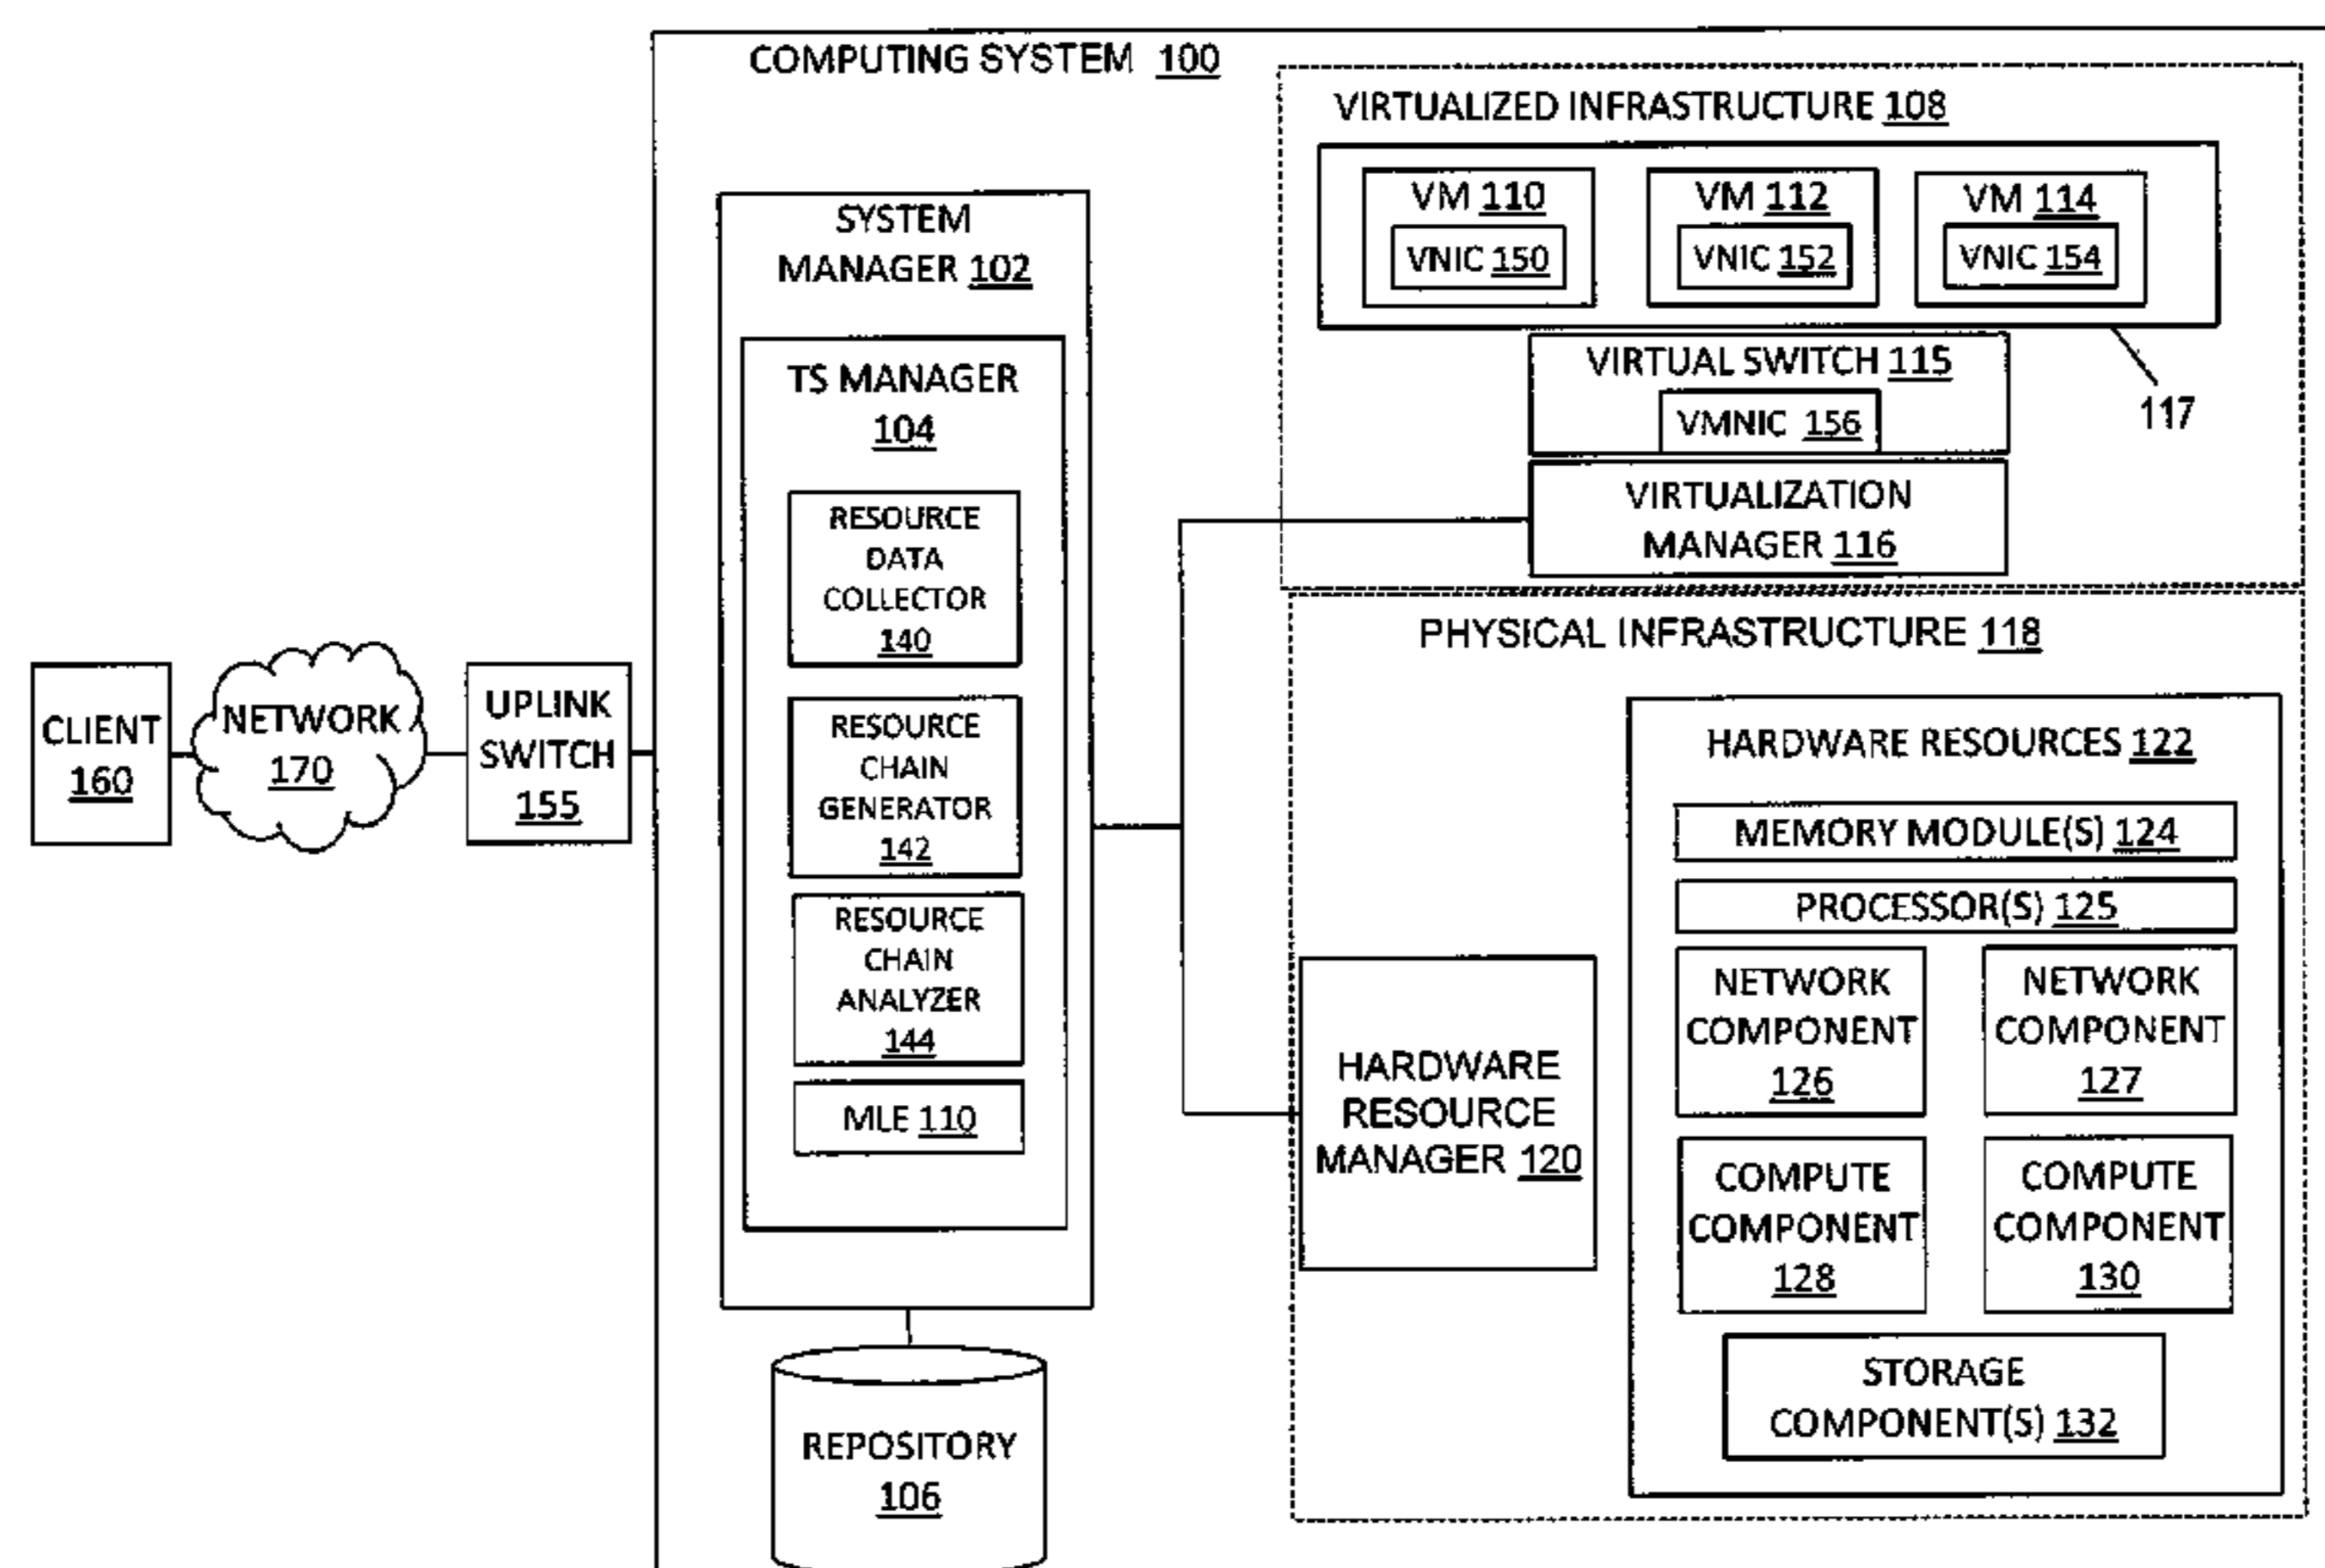 COMPUTING SYSTEM 100
VIRTUALIZED INFRASTRUCTURE 108
VM 110
VNIC 150
VM 112
VNIC 152
VM 114
VNIC 154
117
VIRTUAL SWITCH 115
VMNIC 156
VIRTUALIZATION
MANAGER 116
SYSTEM
MANAGER 102
TS MANAGER
104
RESOURCE
DATA
COLLECTOR
140
RESOURCE
CHAIN
GENERATOR
142
RESOURCE
CHAIN
ANALYZER
144
MLE 110
REPOSITORY
106
CLIENT
160
NETWORK
170
UPLINK
SWITCH
155
PHYSICAL INFRASTRUCTURE 118
HARDWARE
RESOURCE
MANAGER 120
HARDWARE RESOURCES 122
MEMORY MODULE(S) 124
PROCESSOR(S) 125
NETWORK
COMPONENT
126
NETWORK
COMPONENT
127
COMPUTE
COMPONENT
128
COMPUTE
COMPONENT
130
STORAGE
COMPONENT(S) 132